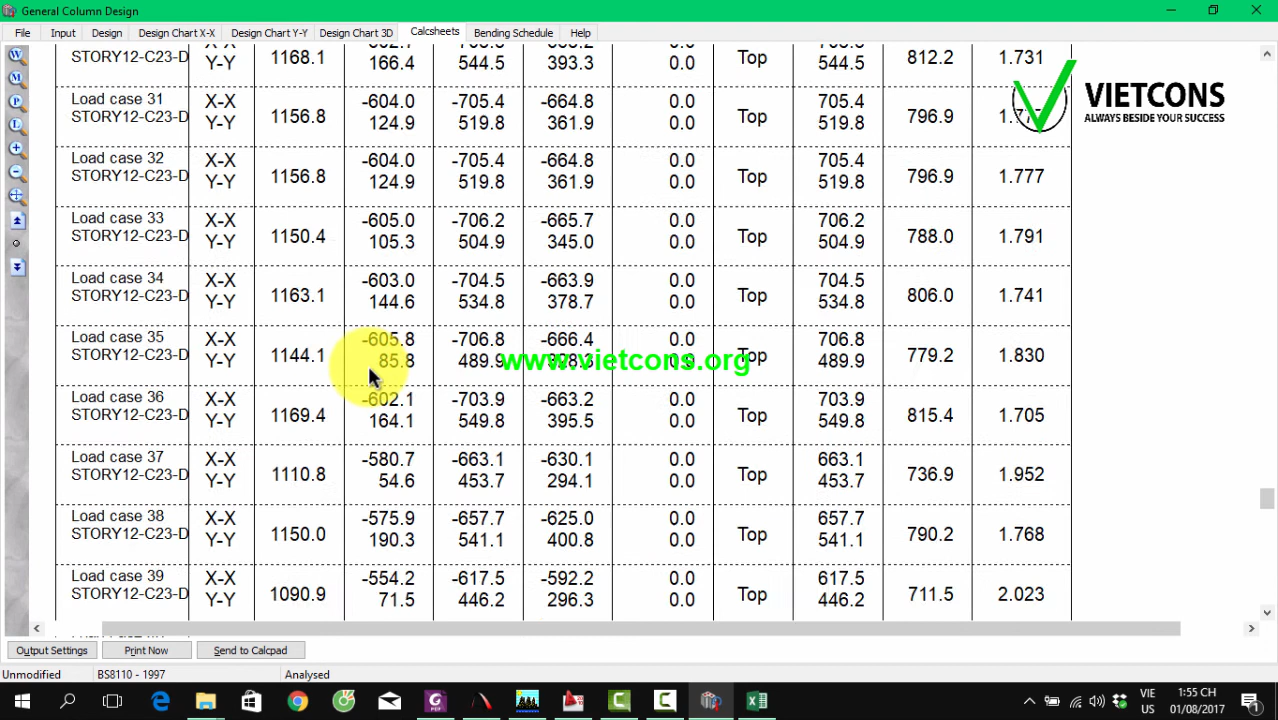 General Column Design
File Input Design Design Chart X-X Design Chart Y-Y Design Chart 3D Calcsheets Bending Schedule Help
STORY12-C23-D Y-Y 1168.1 166.4 544.5 393.3 0.0 Top 544.5 812.2 1.731
VIETCONS
ALWAYS BESIDE YOUR SUCCESS
Load case 31 X-X -604.0 -705.4 -664.8 0.0 705.4
STORY12-C23-D Y-Y 1156.8 124.9 519.8 361.9 0.0 Top 519.8 796.9
Load case 32 X-X -604.0 -705.4 -664.8 0.0 705.4
STORY12-C23-D Y-Y 1156.8 124.9 519.8 361.9 0.0 Top 519.8 796.9 1.777
Load case 33 X-X -605.0 -706.2 -665.7 0.0 706.2
STORY12-C23-D Y-Y 1150.4 105.3 504.9 345.0 0.0 Top 504.9 788.0 1.791
Load case 34 X-X -603.0 -704.5 -663.9 0.0 704.5
STORY12-C23-D Y-Y 1163.1 144.6 534.8 378.7 0.0 Top 534.8 806.0 1.741
Load case 35 X-X -605.8 -706.8 -666.4 0.0 706.8
STORY12-C23-D Y-Y 1144.1 85.8 489.9 0.0 Top 489.9 779.2 1.830
www.vietcons.org
Load case 36 X-X -602.1 -703.9 -663.2 0.0 703.9
STORY12-C23-D Y-Y 1169.4 164.1 549.8 395.5 0.0 Top 549.8 815.4 1.705
Load case 37 X-X -580.7 -663.1 -630.1 0.0 663.1
STORY12-C23-D Y-Y 1110.8 54.6 453.7 294.1 0.0 Top 453.7 736.9 1.952
Load case 38 X-X -575.9 -657.7 -625.0 0.0 657.7
STORY12-C23-D Y-Y 1150.0 190.3 541.1 400.8 0.0 Top 541.1 790.2 1.768
Load case 39 X-X -554.2 -617.5 -592.2 0.0 617.5
STORY12-C23-D Y-Y 1090.9 71.5 446.2 296.3 0.0 Top 446.2 711.5 2.023
Output Settings Print Now Send to Calcpad
Unmodified BS8110 - 1997 Analysed
VIE 1:55 CH
US 01/08/2017